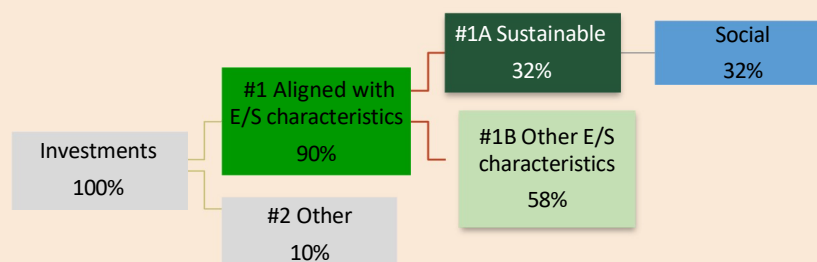 #1A Sustainable
32%
Social
32%
#1 Aligned with
E/S characteristics
90%
#1B Other E/S
characteristics
58%
Investments
100%
#2 Other
10%